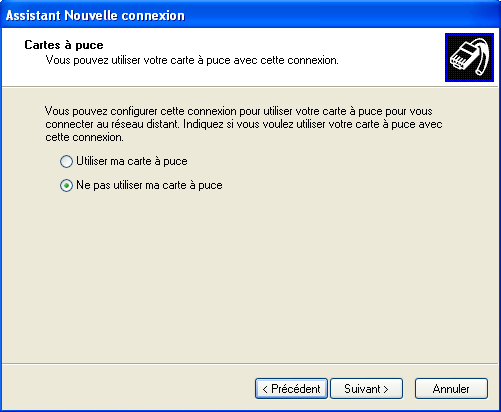 Assistant Nouvelle connexion
Cartes à puce
Vous pouvez utiliser votre carte à puce avec cette connexion.
Vous pouvez configurer cette connexion pour utiliser votre carte à puce pour vous
connecter au réseau distant. Indiquez si vous voulez utiliser votre carte à puce avec
cette connexion.
Utiliser ma carte à puce
Ne pas utiliser ma carte à puce
< Précédent
Suivant >
Annuler